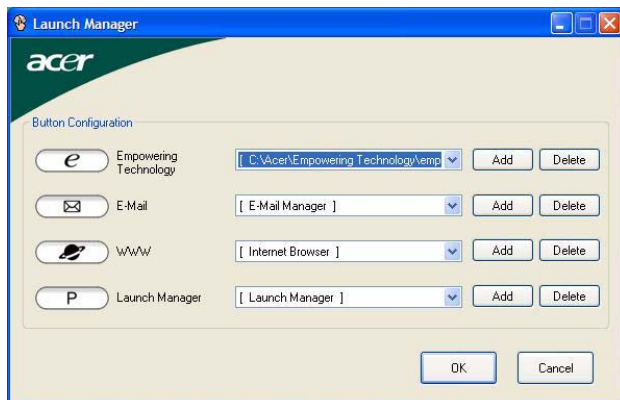 Launch Manager
acer
Button Configuration
e Empowering Technology [ C:\Acer\Empowering Technology\emp Add Delete
E-Mail [ E-Mail Manager ] Add Delete
WWW [ Internet Browser ] Add Delete
P Launch Manager [ Launch Manager ] Add Delete
OK Cancel